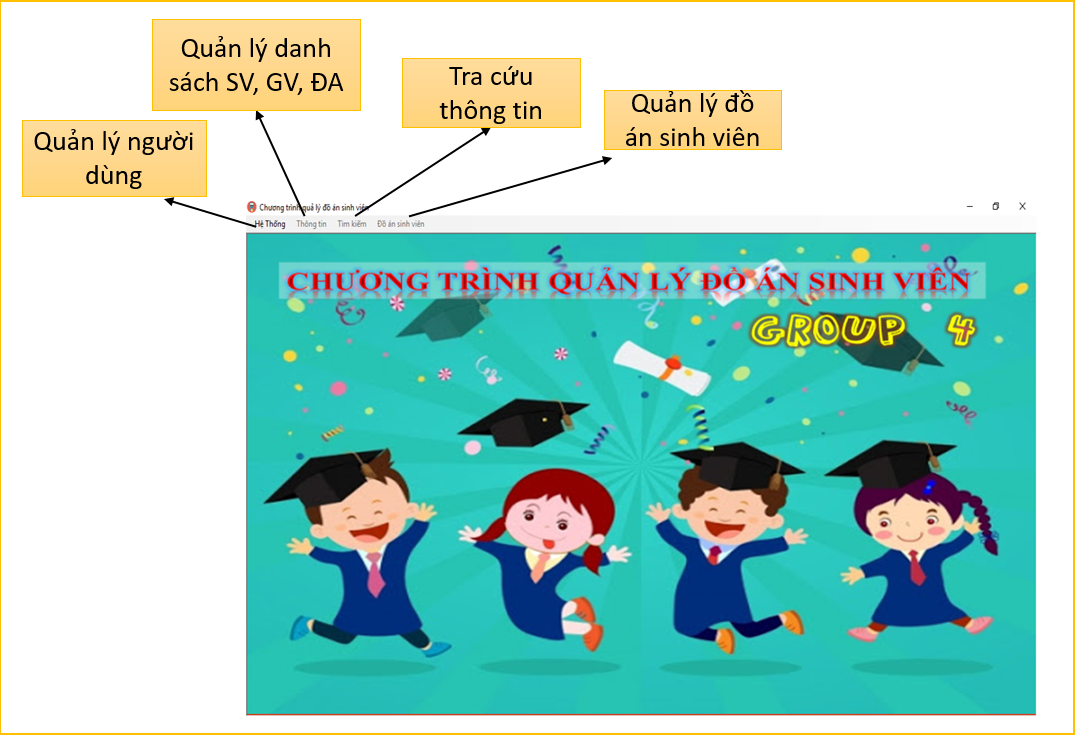 Quản lý danh
sách SV, GV, ĐA
Tra cứu
thông tin
Quản lý đồ
án sinh viên
Quản lý người
dùng
Chương trình quả lý đồ án sinh viên
Hệ Thống Thông tin Tìm kiếm Đồ án sinh viên
CHƯƠNG TRÌNH QUẢN LÝ ĐỒ ÁN SINH VIÊN
GROUP 4